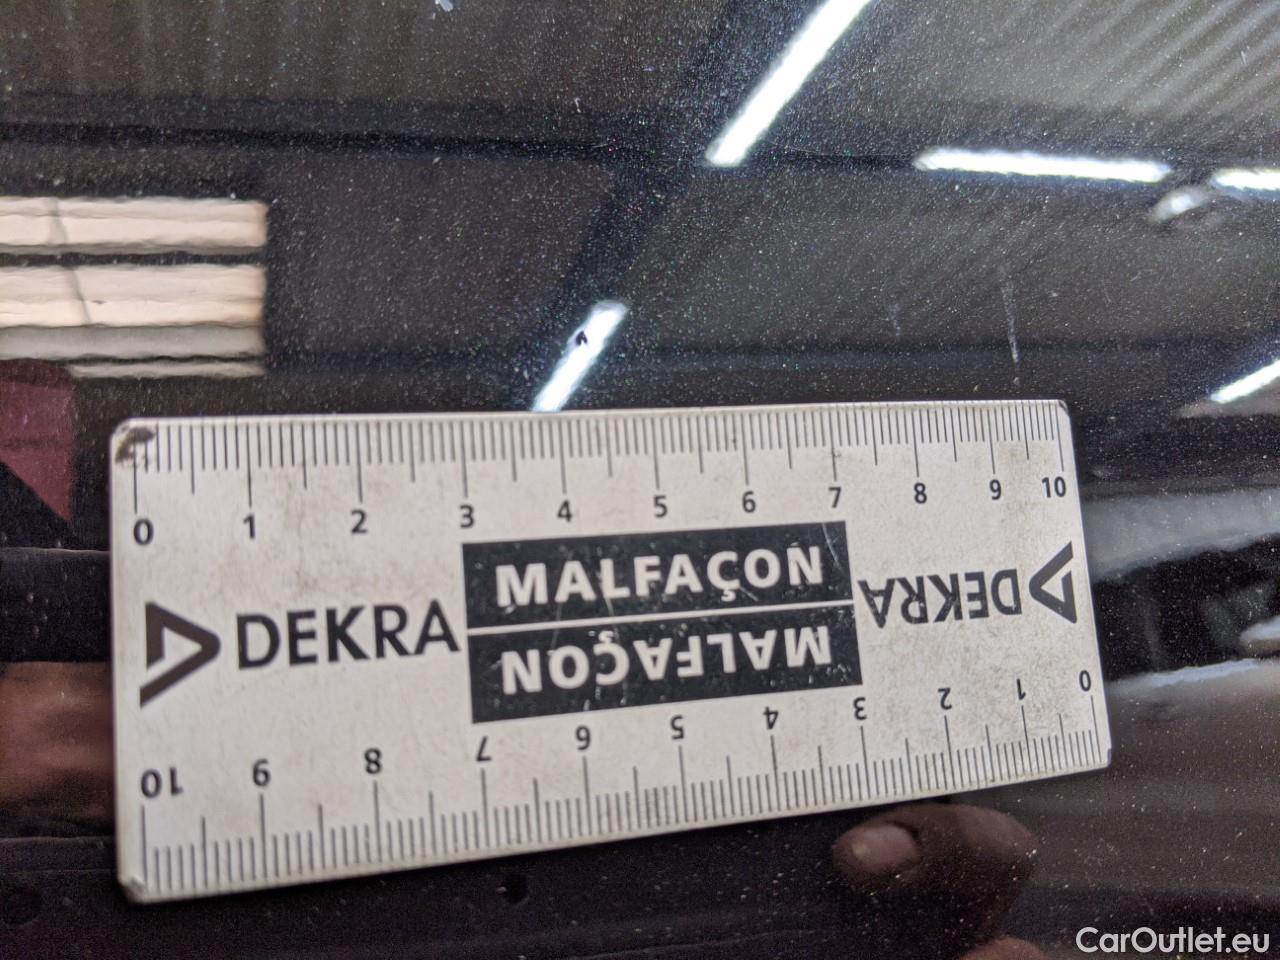 0 1 2 3 4 5 6 7 8 9 10
DEKRA MALFAÇON DEKRA
MALFAÇON
10 9 8 7 6 5 4 3 2 1 0
CarOutlet.eu